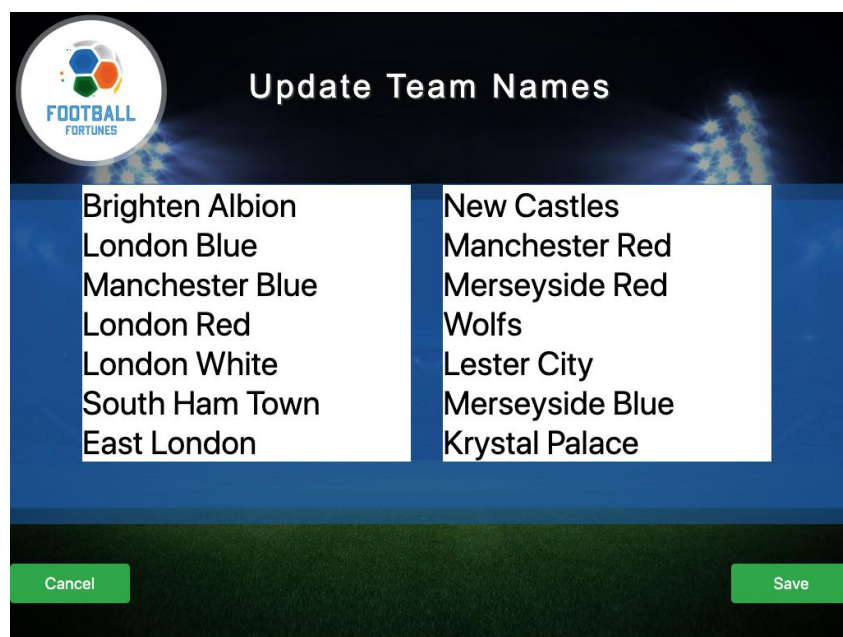 FOOTBALL
FORTUNES
Update Team Names
Brighten Albion
London Blue
Manchester Blue
London Red
London White
South Ham Town
East London
New Castles
Manchester Red
Merseyside Red
Wolfs
Lester City
Merseyside Blue
Krystal Palace
Cancel
Save